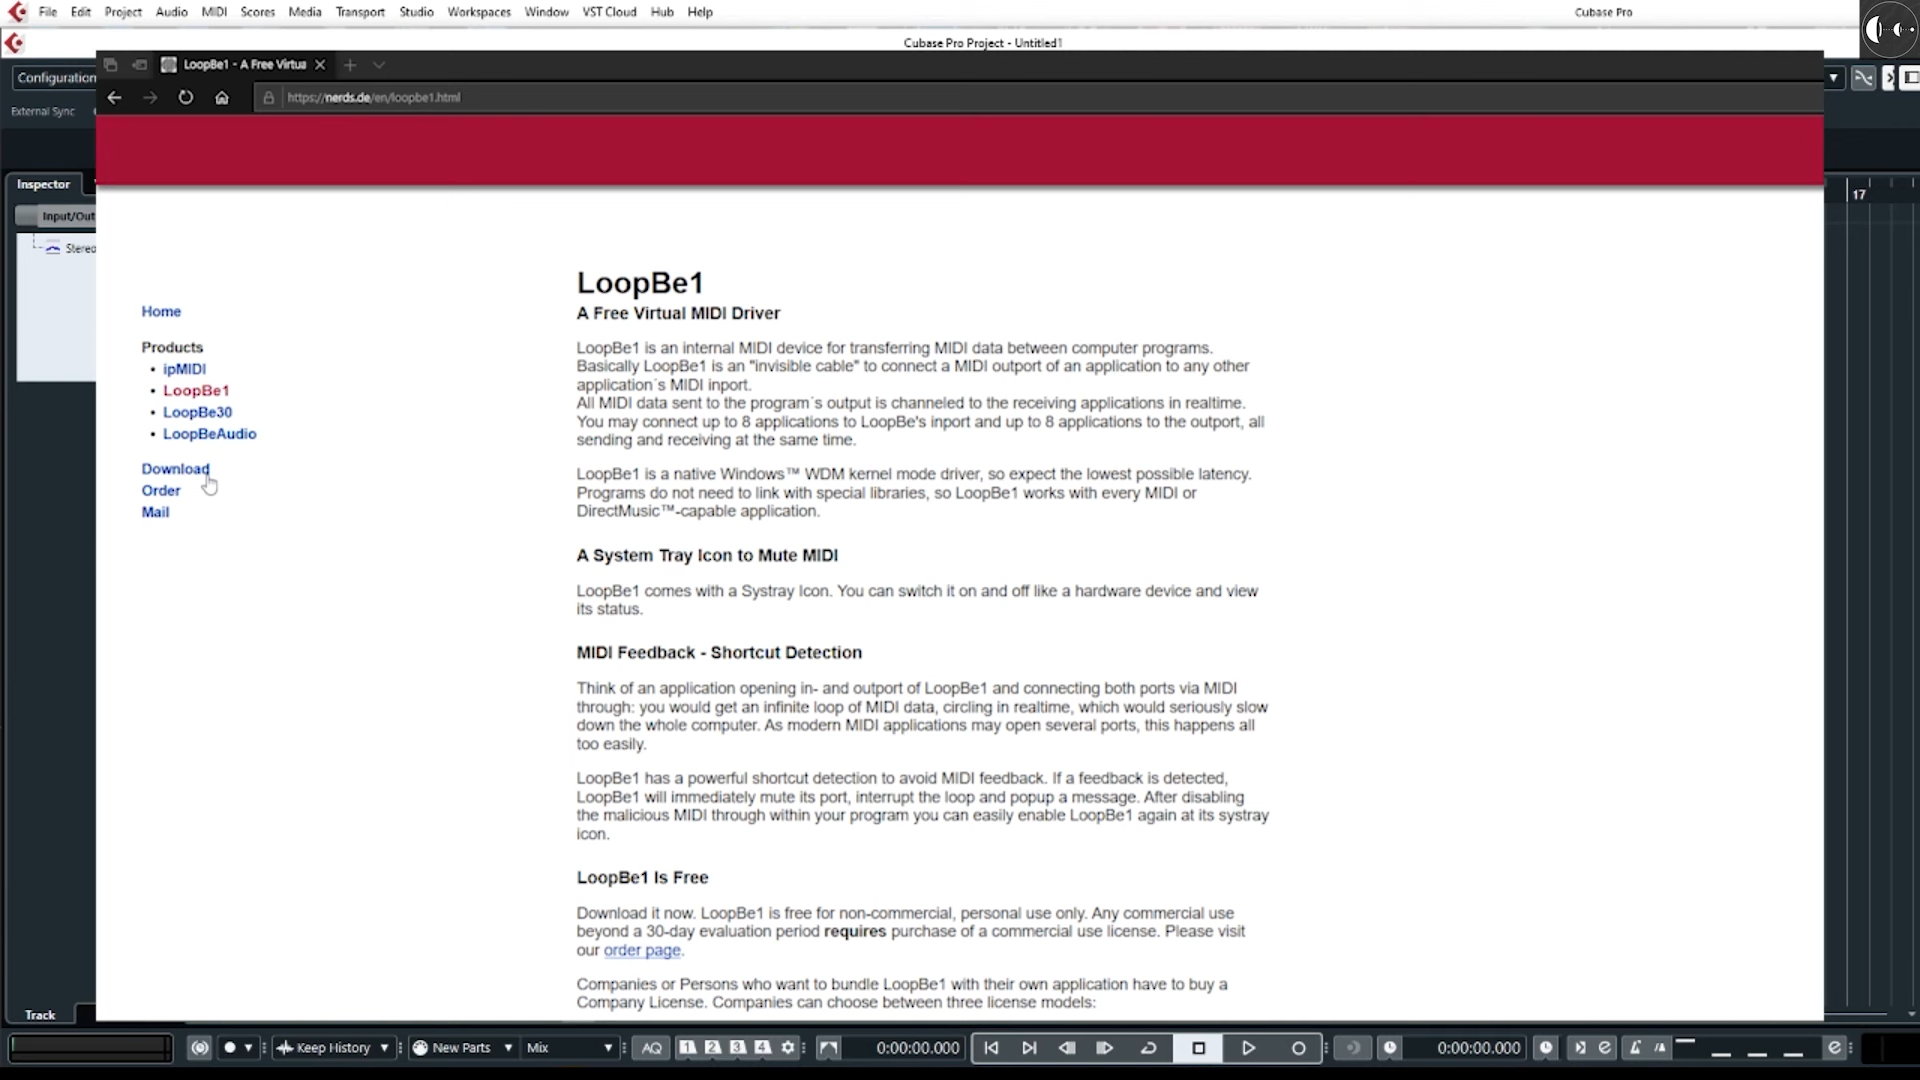 File Edit Project Audio MIDI Scores Media Transport Studio Workspaces Window VST Cloud Hub Help
Cubase Pro
Cubase Pro Project - Untitled1
LoopBe1 - A Free Virtua
Configuration
https://nerds.de/en/loopbe1.html
External Sync
Inspector
17
Input/Out
Stereo
Home
Products
• ipMIDI
• LoopBe1
• LoopBe30
• LoopBeAudio
Download
Order
Mail
LoopBe1
A Free Virtual MIDI Driver
LoopBe1 is an internal MIDI device for transferring MIDI data between computer programs.
Basically LoopBe1 is an "invisible cable" to connect a MIDI outport of an application to any other
application´s MIDI inport.
All MIDI data sent to the program´s output is channeled to the receiving applications in realtime.
You may connect up to 8 applications to LoopBe's inport and up to 8 applications to the outport, all
sending and receiving at the same time.
LoopBe1 is a native Windows™ WDM kernel mode driver, so expect the lowest possible latency.
Programs do not need to link with special libraries, so LoopBe1 works with every MIDI or
DirectMusic™-capable application.
A System Tray Icon to Mute MIDI
LoopBe1 comes with a Systray Icon. You can switch it on and off like a hardware device and view
its status.
MIDI Feedback - Shortcut Detection
Think of an application opening in- and outport of LoopBe1 and connecting both ports via MIDI
through: you would get an infinite loop of MIDI data, circling in realtime, which would seriously slow
down the whole computer. As modern MIDI applications may open several ports, this happens all
too easily.
LoopBe1 has a powerful shortcut detection to avoid MIDI feedback. If a feedback is detected,
LoopBe1 will immediately mute its port, interrupt the loop and popup a message. After disabling
the malicious MIDI through within your program you can easily enable LoopBe1 again at its systray
icon.
LoopBe1 Is Free
Download it now. LoopBe1 is free for non-commercial, personal use only. Any commercial use
beyond a 30-day evaluation period requires purchase of a commercial use license. Please visit
our order page.
Companies or Persons who want to bundle LoopBe1 with their own application have to buy a
Company License. Companies can choose between three license models:
Track
Keep History New Parts Mix AQ 1 2 3 4 0:00:00.000 0:00:00.000